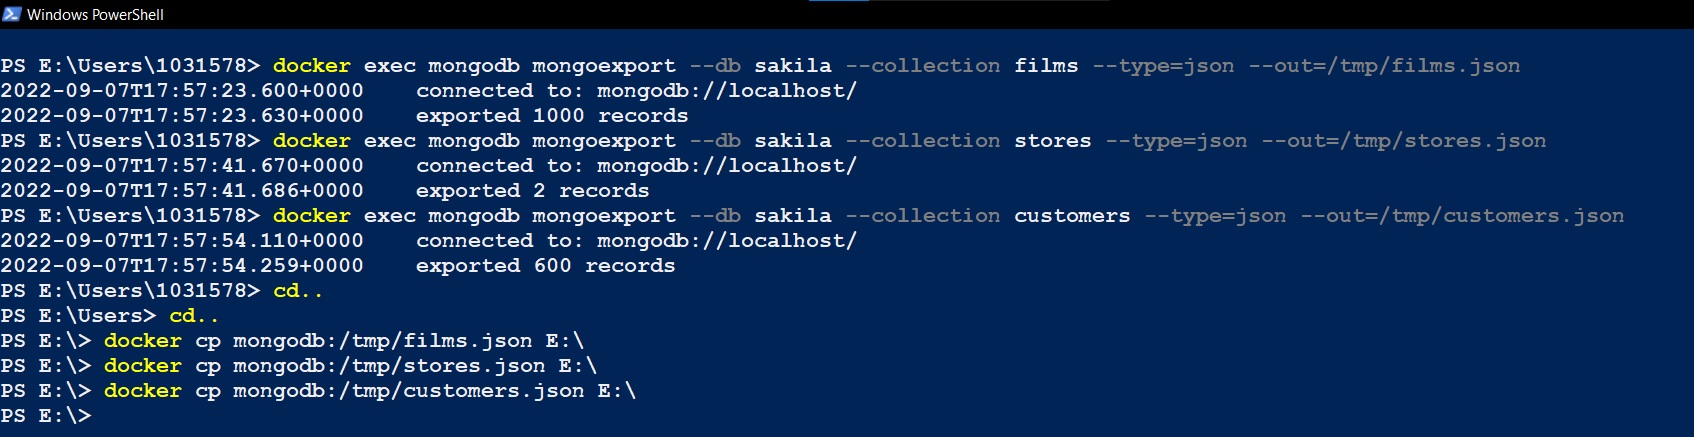 Windows PowerShell
PS E:\Users\1031578> docker exec mongodb mongoexport --db sakila --collection films --type=json --out=/tmp/films.json
2022-09-07T17:57:23.600+0000    connected to: mongodb://localhost/
2022-09-07T17:57:23.630+0000    exported 1000 records
PS E:\Users\1031578> docker exec mongodb mongoexport --db sakila --collection stores --type=json --out=/tmp/stores.json
2022-09-07T17:57:41.670+0000    connected to: mongodb://localhost/
2022-09-07T17:57:41.686+0000    exported 2 records
PS E:\Users\1031578> docker exec mongodb mongoexport --db sakila --collection customers --type=json --out=/tmp/customers.json
2022-09-07T17:57:54.110+0000    connected to: mongodb://localhost/
2022-09-07T17:57:54.259+0000    exported 600 records
PS E:\Users\1031578> cd..
PS E:\Users> cd..
PS E:\> docker cp mongodb:/tmp/films.json E:\
PS E:\> docker cp mongodb:/tmp/stores.json E:\
PS E:\> docker cp mongodb:/tmp/customers.json E:\
PS E:\>